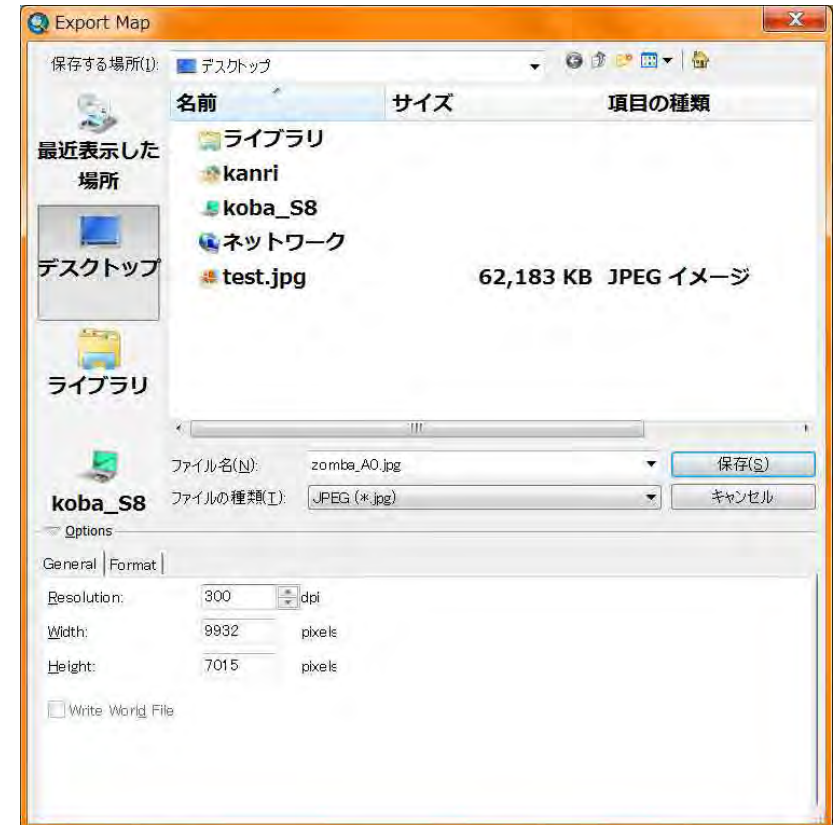 Export Map
保存する場所(I):
デスクトップ
名前 サイズ 項目の種類
最近表示した
場所
デスクトップ
ライブラリ
koba_S8
ライブラリ
kanri
koba_S8
ネットワーク
test.jpg 62,183 KB JPEG イメージ
ファイル名(N): zomba_A0.jpg 保存(S)
ファイルの種類(T): JPEG (*.jpg) キャンセル
Options
General Format
Resolution: 300 dpi
Width: 9932 pixels
Height: 7015 pixels
Write World File